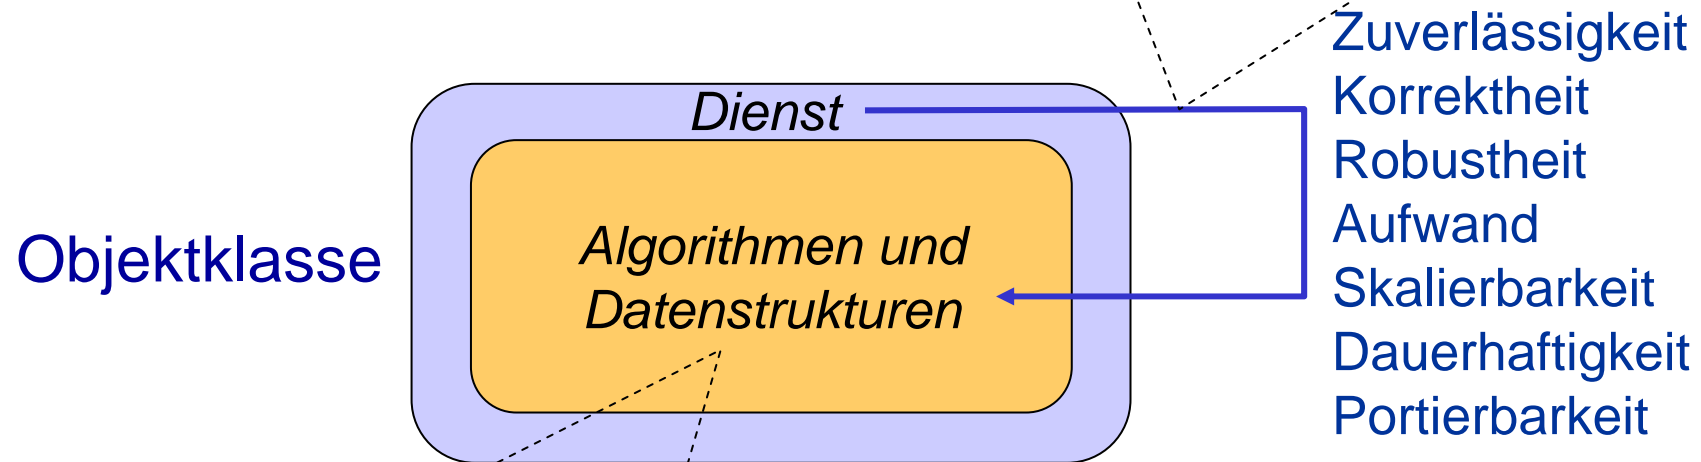 Objektklasse
Dienst
Algorithmen und
Datenstrukturen
Zuverlässigkeit
Korrektheit
Robustheit
Aufwand
Skalierbarkeit
Dauerhaftigkeit
Portierbarkeit